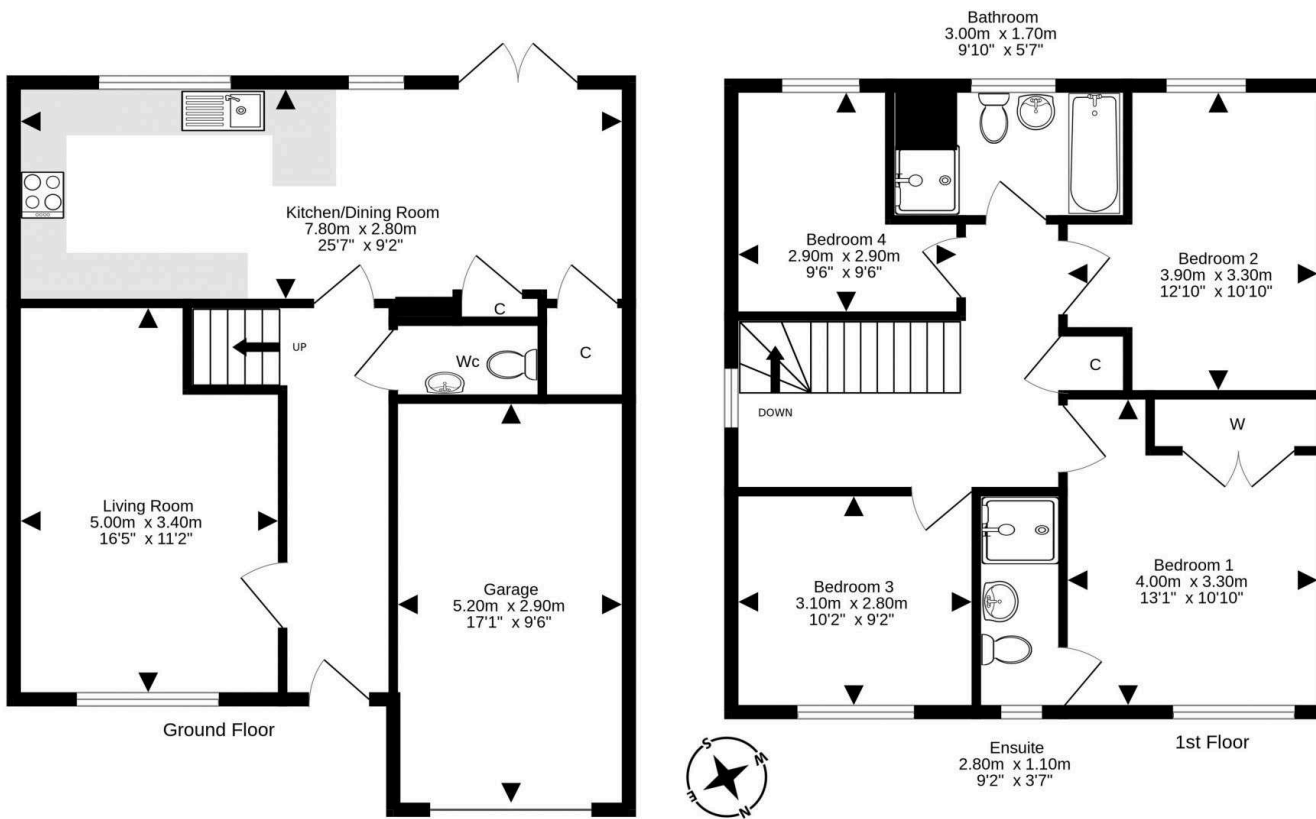 Kitchen/Dining Room
7.80m x 2.80m
25'7" x 9'2"
C
C
UP
Wc
Living Room
5.00m x 3.40m
16'5" x 11'2"
Garage
5.20m x 2.90m
17'1" x 9'6"
Ground Floor
Bathroom
3.00m x 1.70m
9'10" x 5'7"
Bedroom 4
2.90m x 2.90m
9'6" x 9'6"
Bedroom 2
3.90m x 3.30m
12'10" x 10'10"
C
DOWN
W
Bedroom 3
3.10m x 2.80m
10'2" x 9'2"
Bedroom 1
4.00m x 3.30m
13'1" x 10'10"
Ensuite
2.80m x 1.10m
9'2" x 3'7"
1st Floor
S
W
E
N